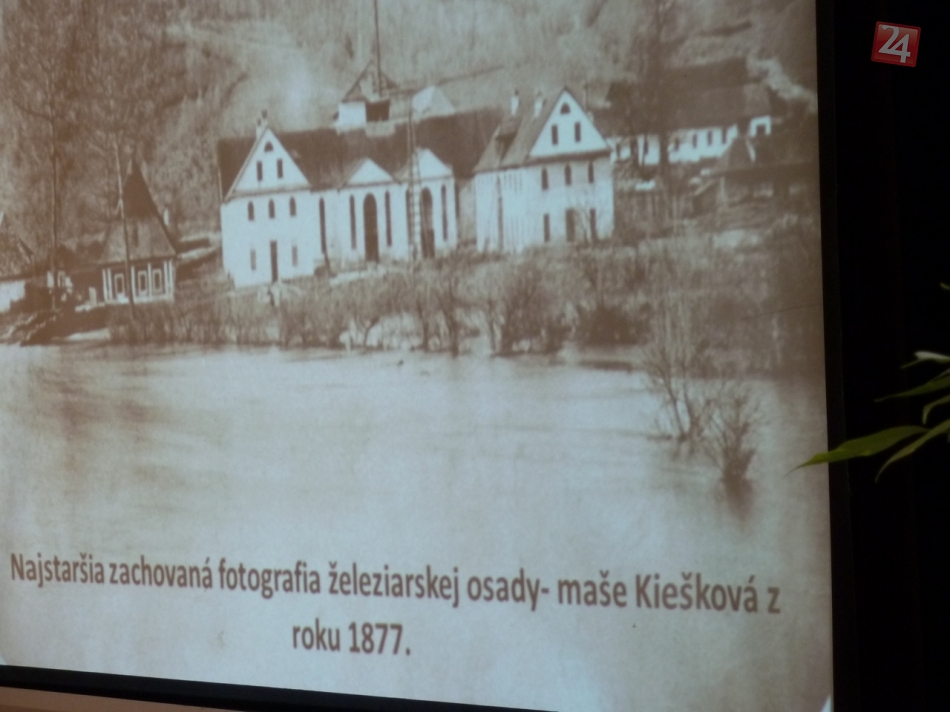 24
Najstaršia zachovaná fotografia železiarskej osady- maše Kiešková z
roku 1877.